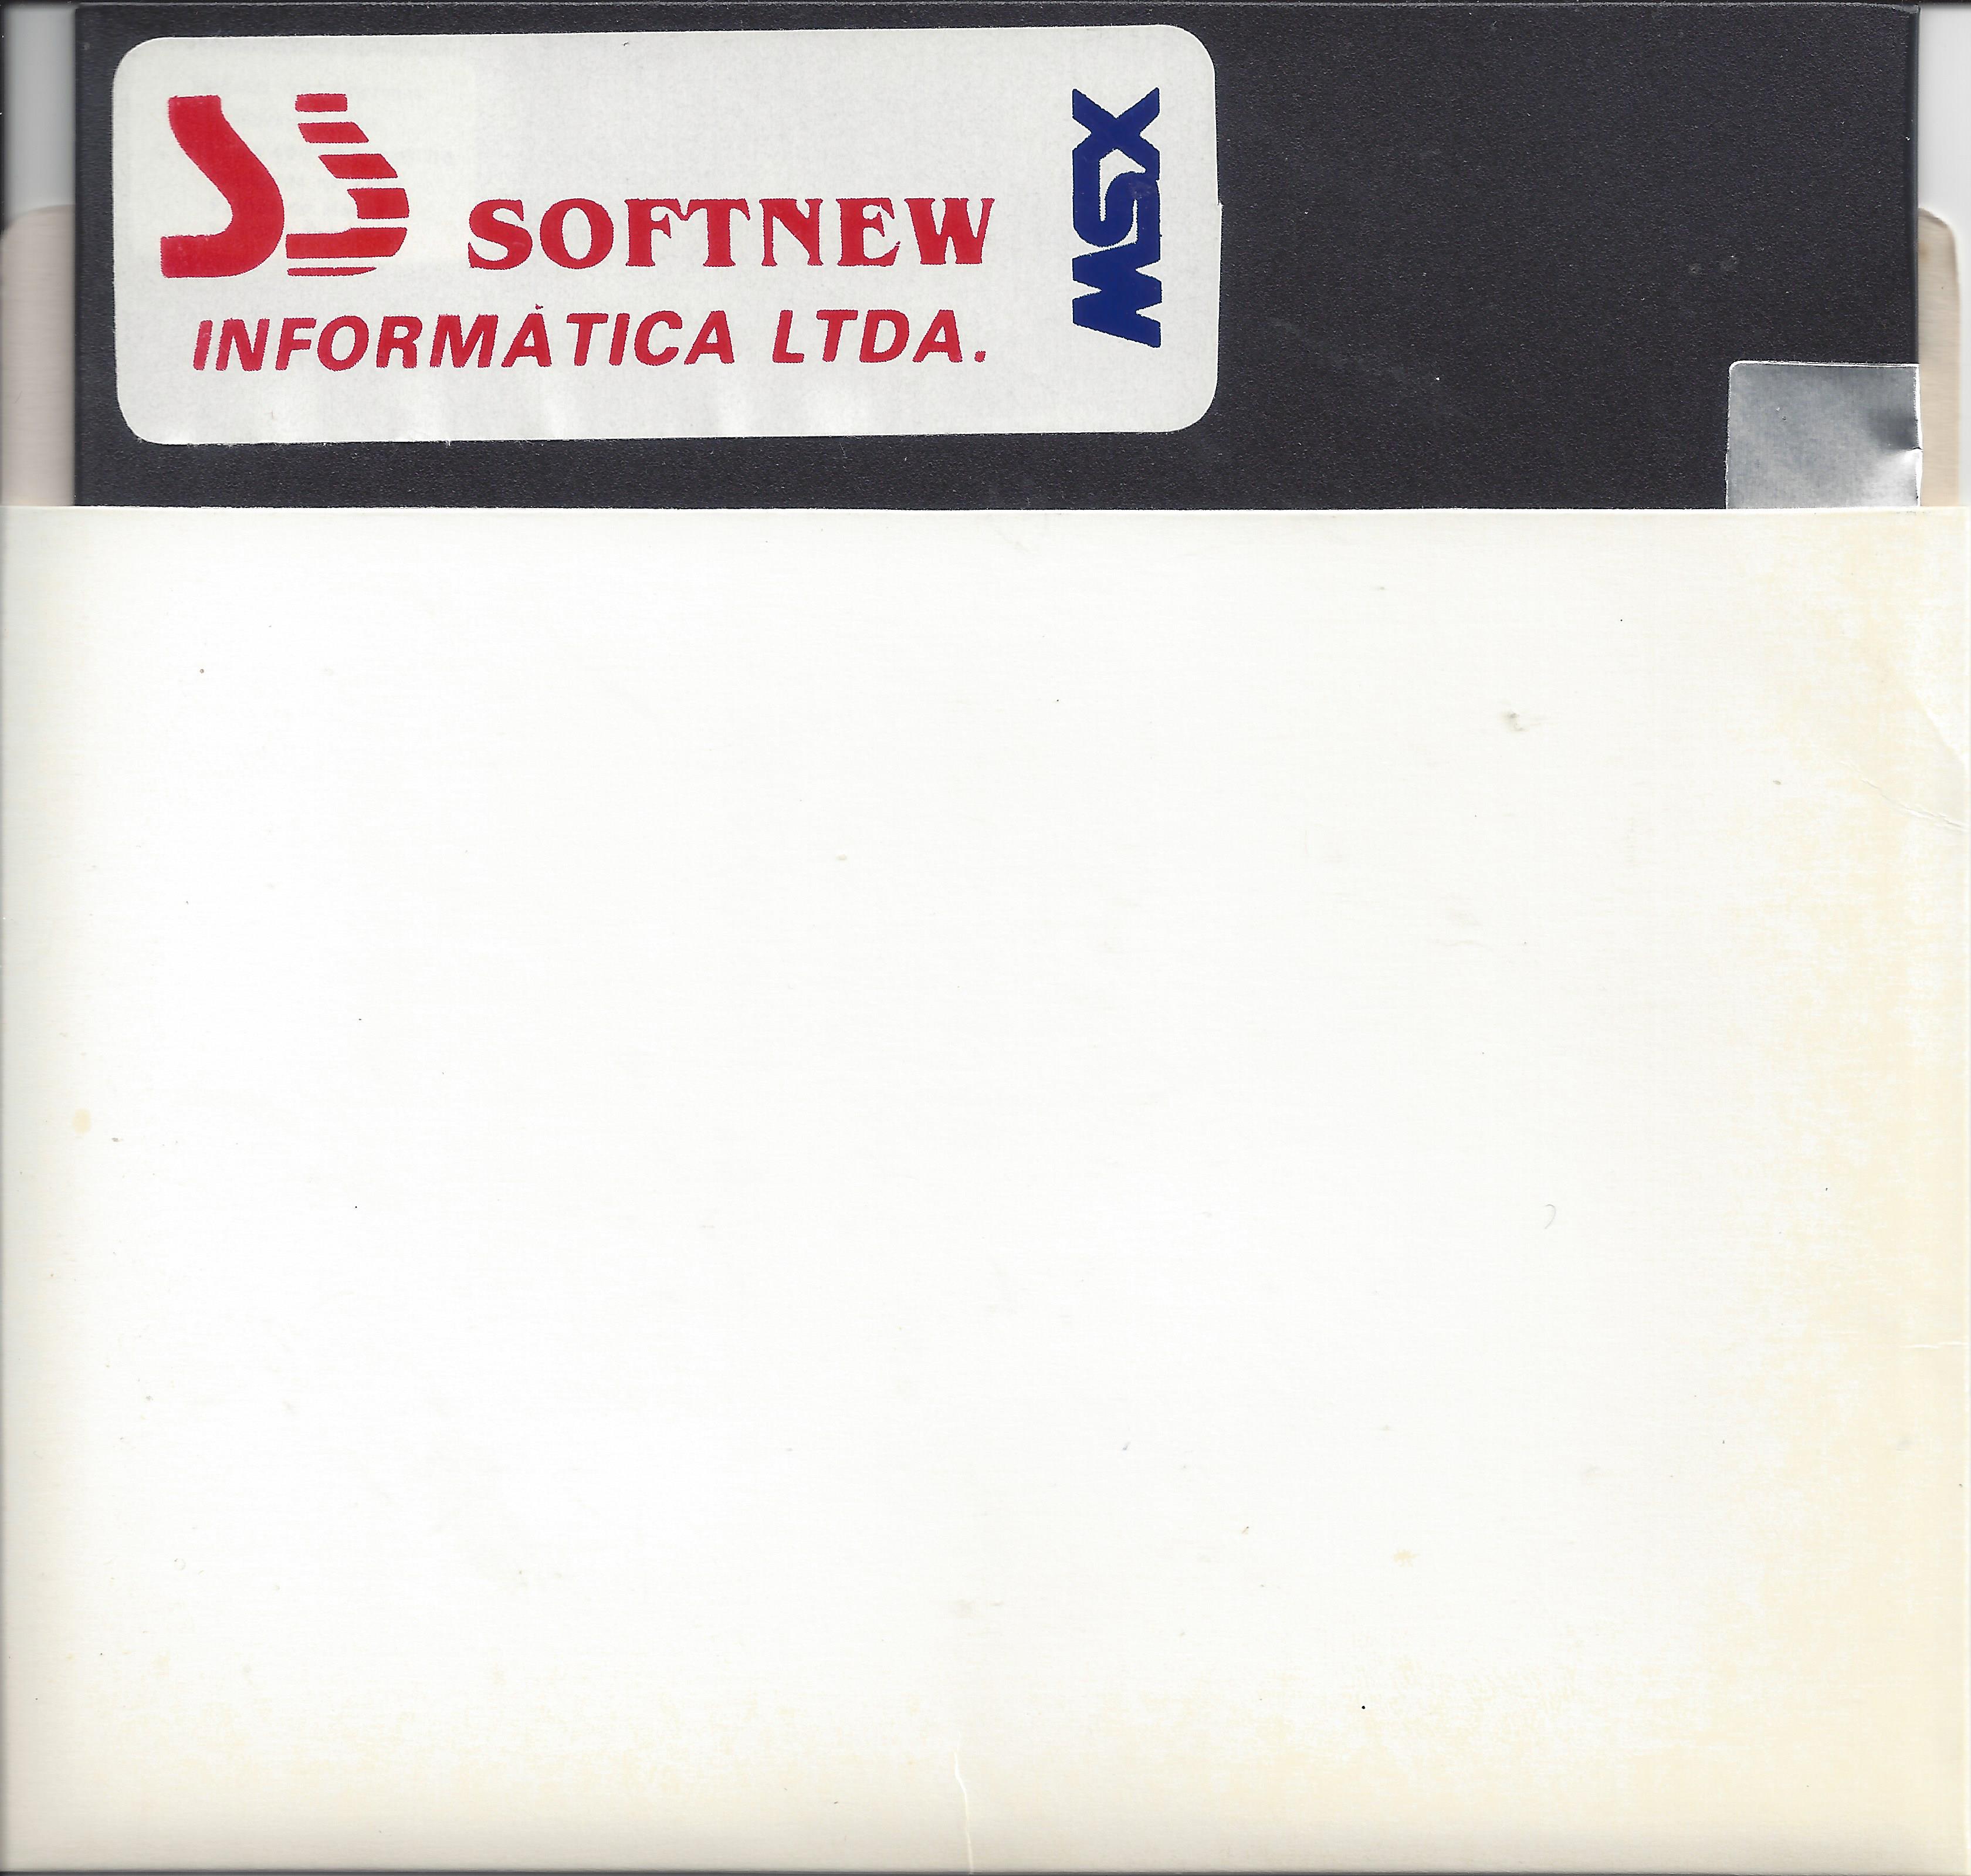 SOFTNEW
INFORMÁTICA LTDA.
MSX